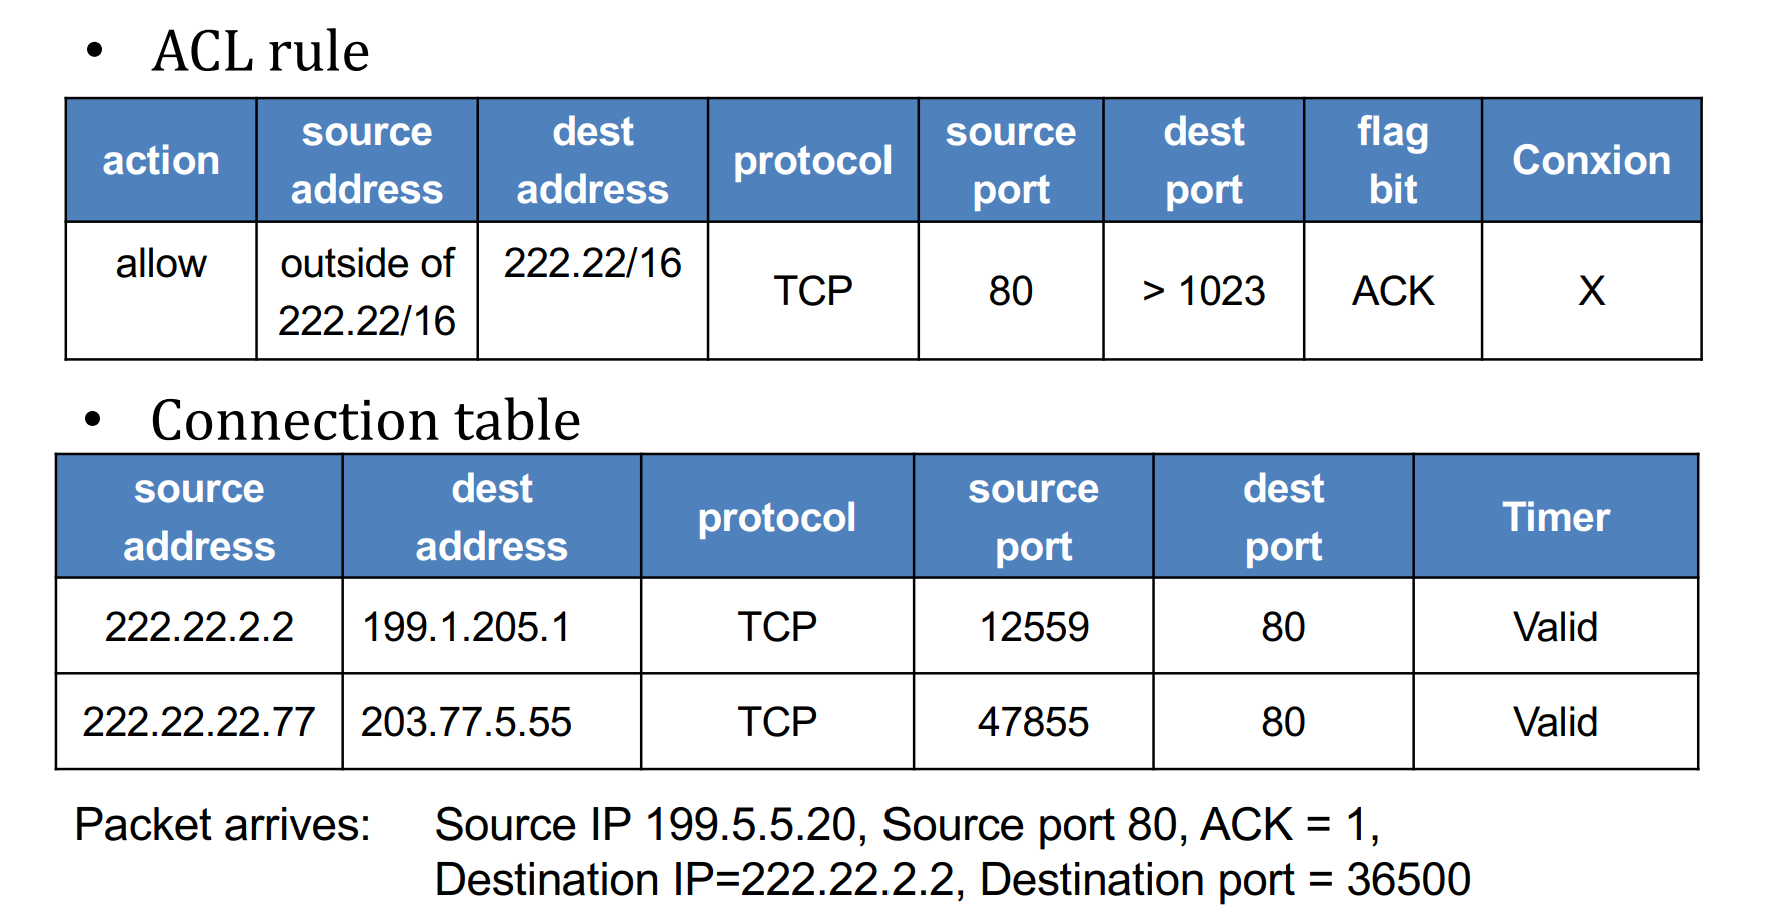 • ACL rule
action source address dest address protocol source port dest port flag bit Conxion
allow outside of 222.22/16 222.22/16 TCP 80 > 1023 ACK X
• Connection table
source address dest address protocol source port dest port Timer
222.22.2.2 199.1.205.1 TCP 12559 80 Valid
222.22.22.77 203.77.5.55 TCP 47855 80 Valid
Packet arrives: Source IP 199.5.5.20, Source port 80, ACK = 1,
Destination IP=222.22.2.2, Destination port = 36500